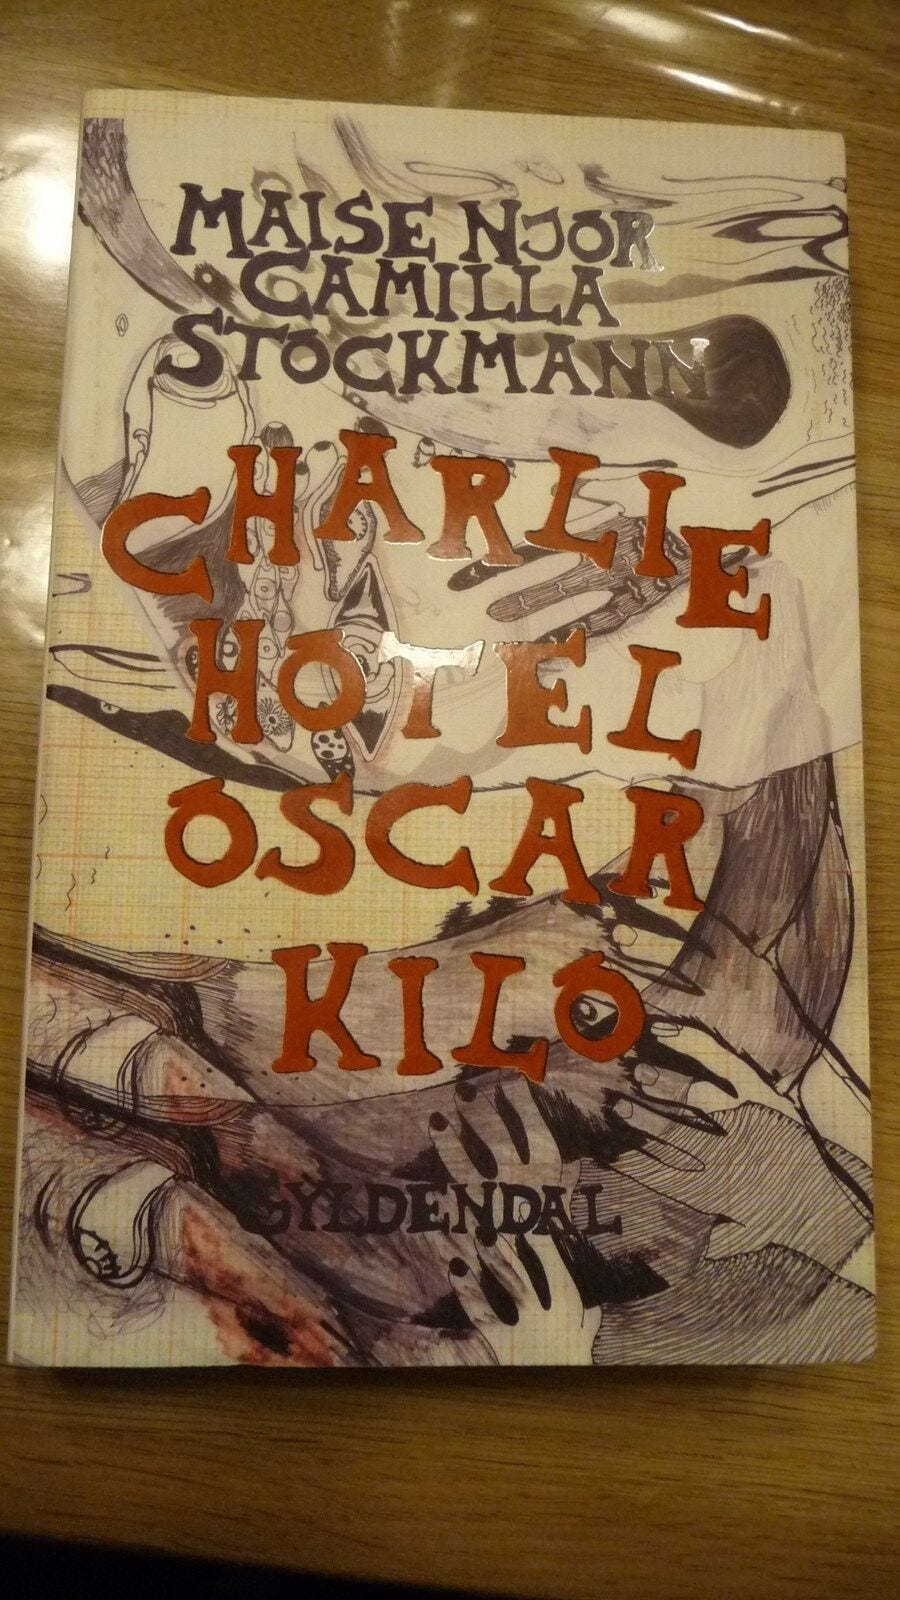 MAISE NJOR
CAMILLA
STOCKMANN
CHARLIE
HOTEL
OSCAR
KILO
GYLDENDAL